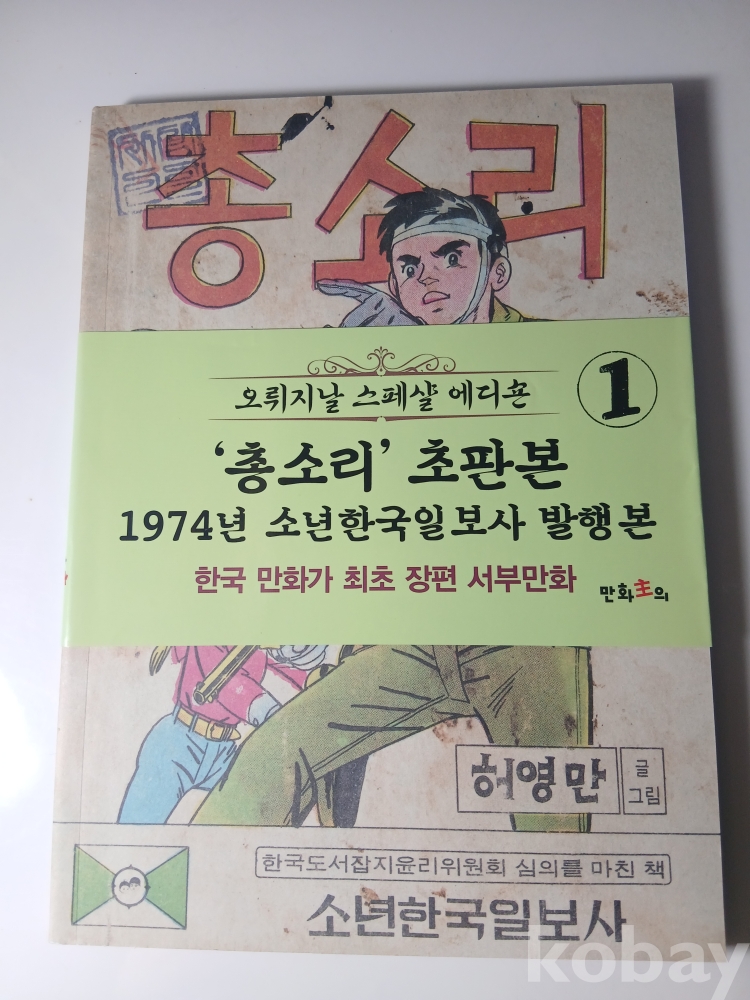 총소리
오뤼지날 스페샬 에디숀
1
‘총소리’ 초판본
1974년 소년한국일보사 발행본
한국 만화가 최초 장편 서부만화
만화主의
허영만
글
그림
한국도서잡지윤리위원회 심의를 마친 책
소년한국일보사
kobay